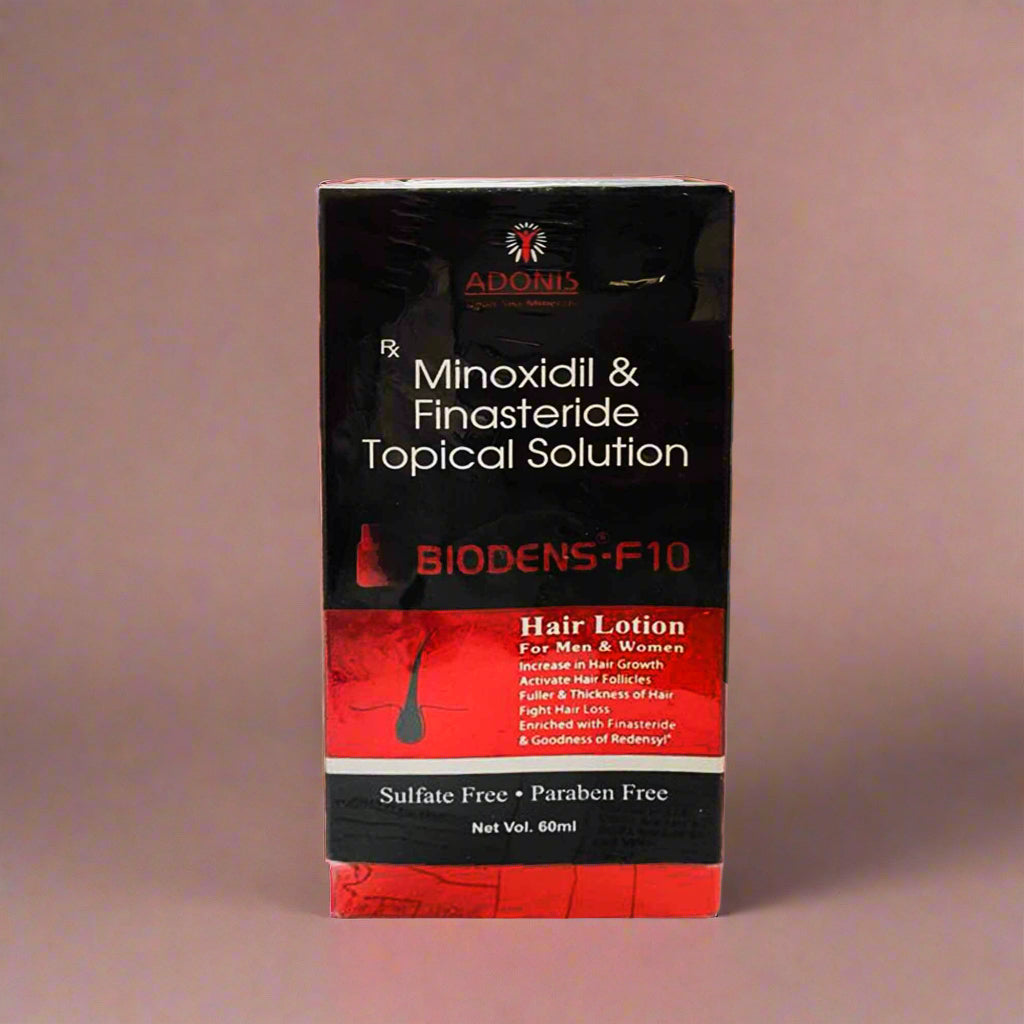 ADONIS
Rx
Minoxidil &
Finasteride
Topical Solution
BIODENS®-F10
Hair Lotion
For Men & Women
Increase in Hair Growth
Activate Hair Follicles
Fuller & Thickness of Hair
Fight Hair Loss
Enriched with Finasteride
& Goodness of Redensyl*
Sulfate Free • Paraben Free
Net Vol. 60ml